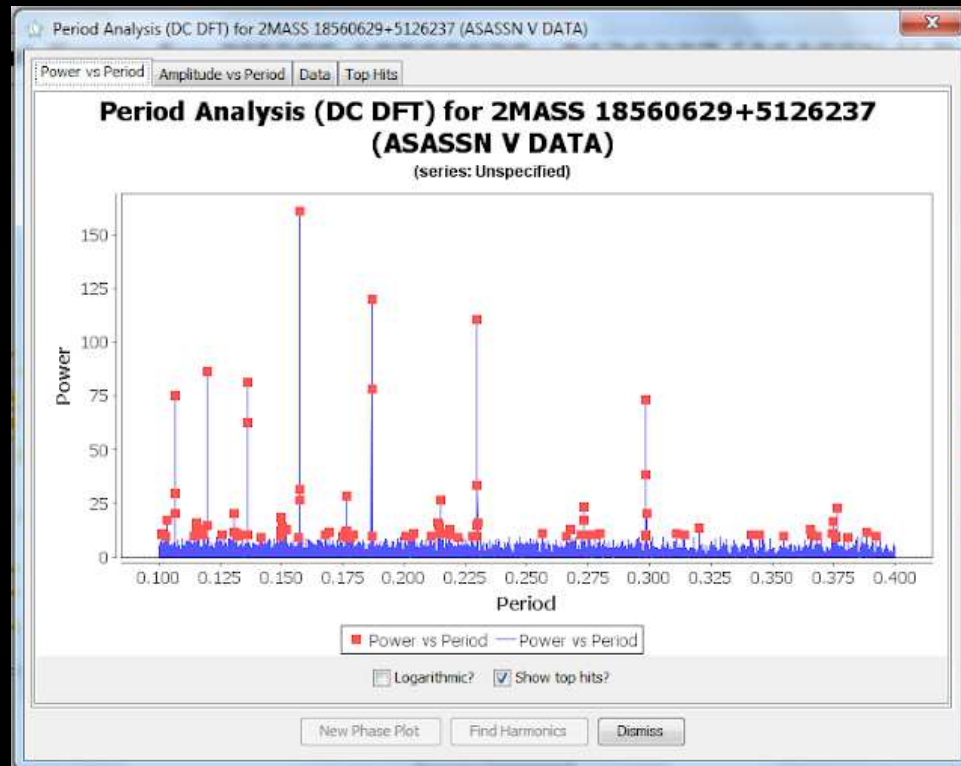 Period Analysis (DC DFT) for 2MASS 18560629+5126237 (ASASSN V DATA)
Power vs Period Amplitude vs Period Data Top Hits
Period Analysis (DC DFT) for 2MASS 18560629+5126237
(ASASSN V DATA)
(series: Unspecified)
150
125
100
75
50
25
0
Power
0.100 0.125 0.150 0.175 0.200 0.225 0.250 0.275 0.300 0.325 0.350 0.375 0.400
Period
Power vs Period Power vs Period
Logarithmic? Show top hits?
New Phase Plot Find Harmonics Dismiss